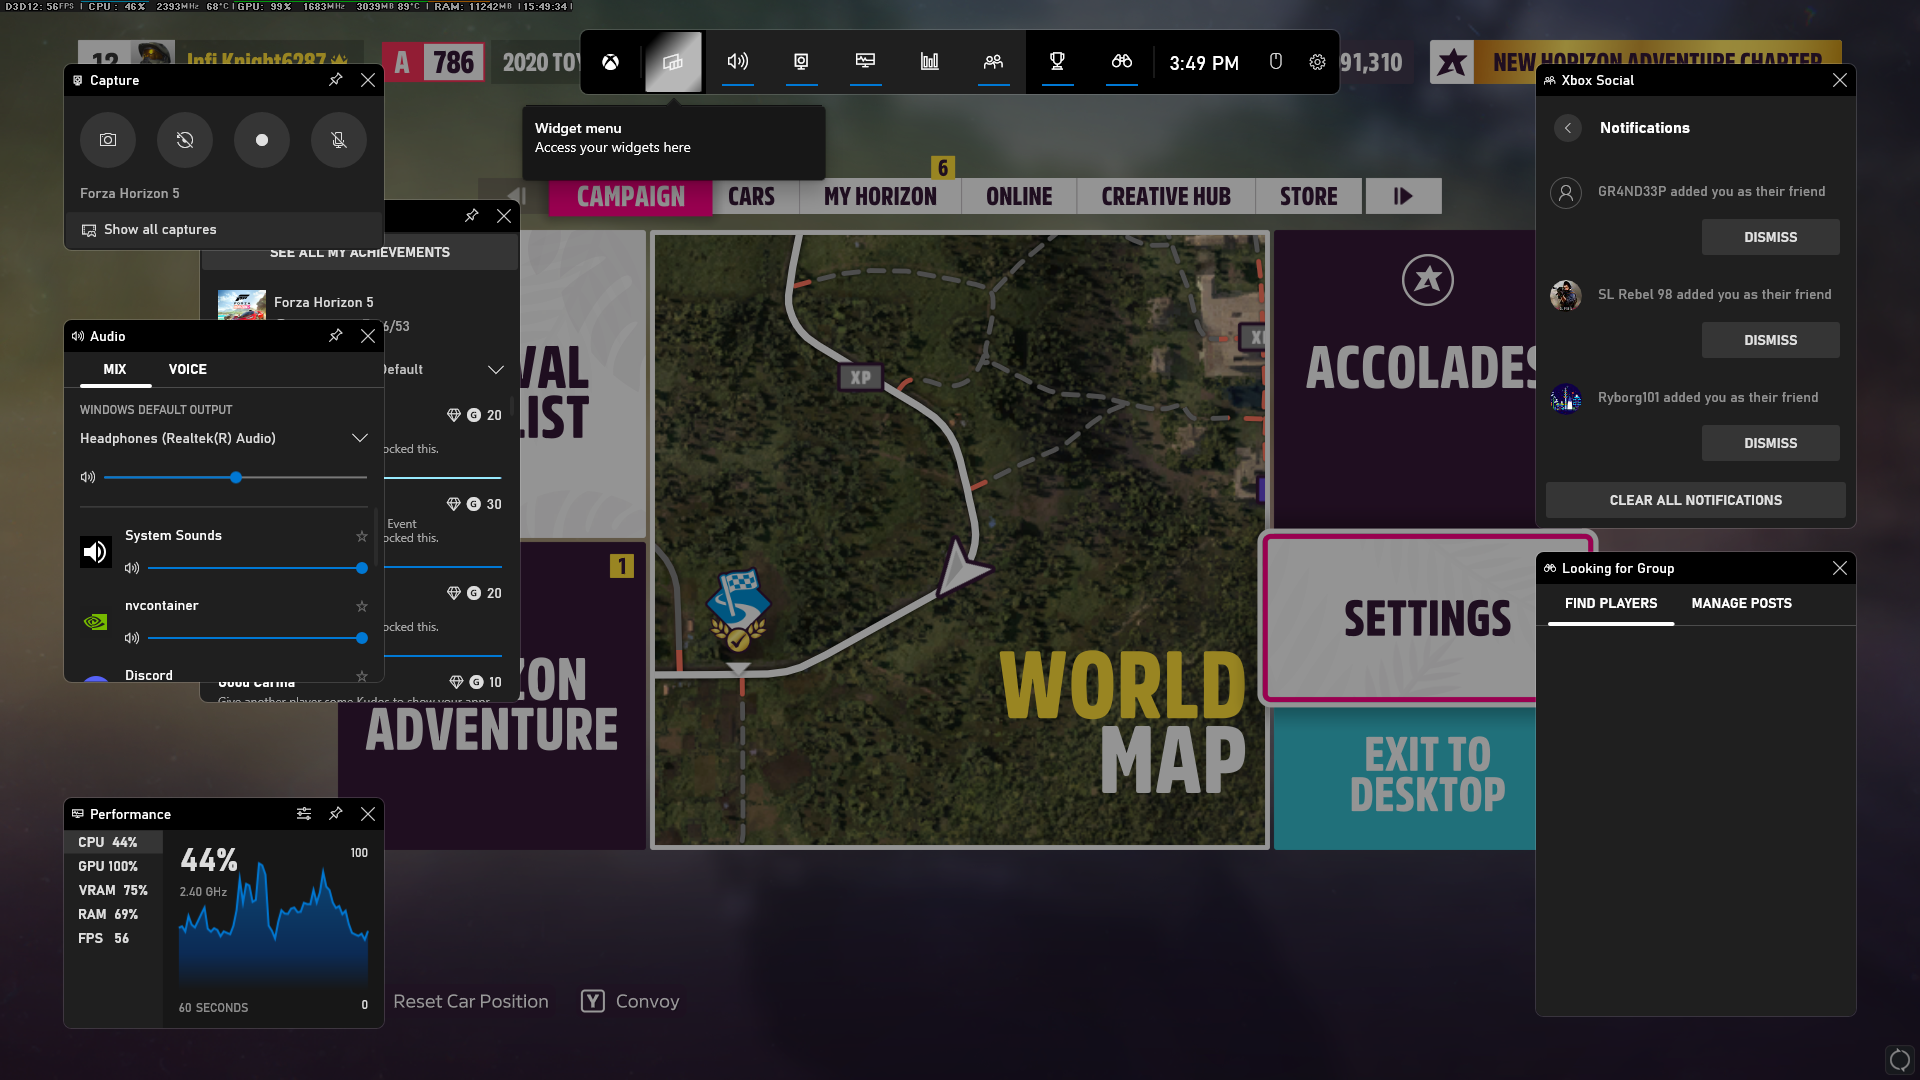 D3D12: 56FPS |CPU : 46% 2393MHz 68°C|GPU: 99% 1683MHz 3039MB 89°C | RAM: 11242MB |15:49:34|
Infi Knight6287
A 786
2020 TOY
3:49 PM
91,310
NEW HORIZON ADVENTURE CHAPTER
Capture
Forza Horizon 5
Show all captures
Widget menu
Access your widgets here
6
CAMPAIGN
CARS
MY HORIZON
ONLINE
CREATIVE HUB
STORE
SEE ALL MY ACHIEVEMENTS
Forza Horizon 5
6/53
Default
G 20
ocked this.
G 30
Event
ocked this.
G 20
ocked this.
Good Carma
G 10
Give another player some Kudos to show your appr
Audio
MIX
VOICE
WINDOWS DEFAULT OUTPUT
Headphones (Realtek(R) Audio)
System Sounds
nvcontainer
Discord
VAL
LIST
1
ZON
ADVENTURE
XP
WORLD
MAP
ACCOLADES
SETTINGS
EXIT TO
DESKTOP
Xbox Social
Notifications
GR4ND33P added you as their friend
DISMISS
SL Rebel 98 added you as their friend
DISMISS
Ryborg101 added you as their friend
DISMISS
CLEAR ALL NOTIFICATIONS
Looking for Group
FIND PLAYERS
MANAGE POSTS
Performance
CPU 44%
GPU 100%
VRAM 75%
RAM 69%
FPS 56
44%
2.40 GHz
100
60 SECONDS
0
Reset Car Position
Y Convoy